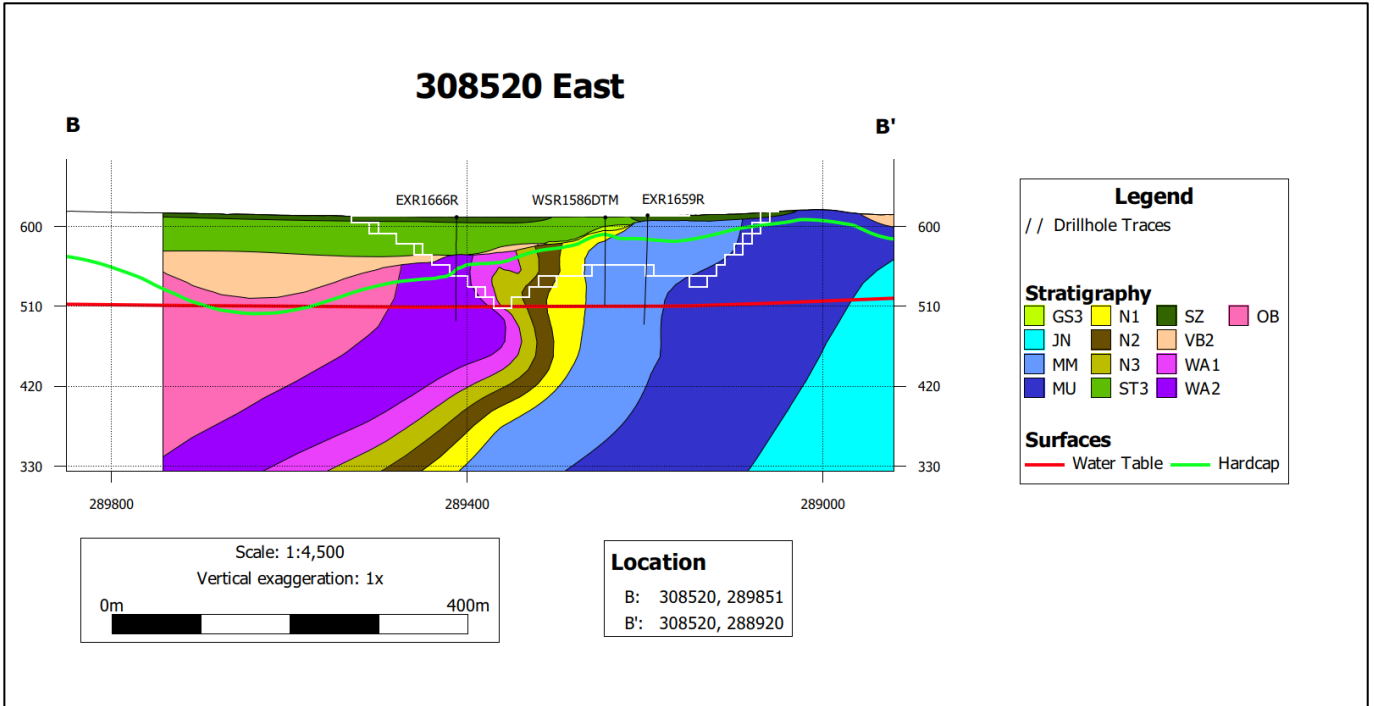 308520 East
B B'
EXR1666R WSR1586DTM EXR1659R
600 600
510 510
420 420
330 330
289800 289400 289000
Legend
/ / Drillhole Traces
Stratigraphy
GS3 N1 SZ OB
JN N2 VB2
MM N3 WA1
MU ST3 WA2
Surfaces
Water Table Hardcap
Scale: 1:4,500
Vertical exaggeration: 1x
0m 400m
Location
B: 308520, 289851
B': 308520, 288920